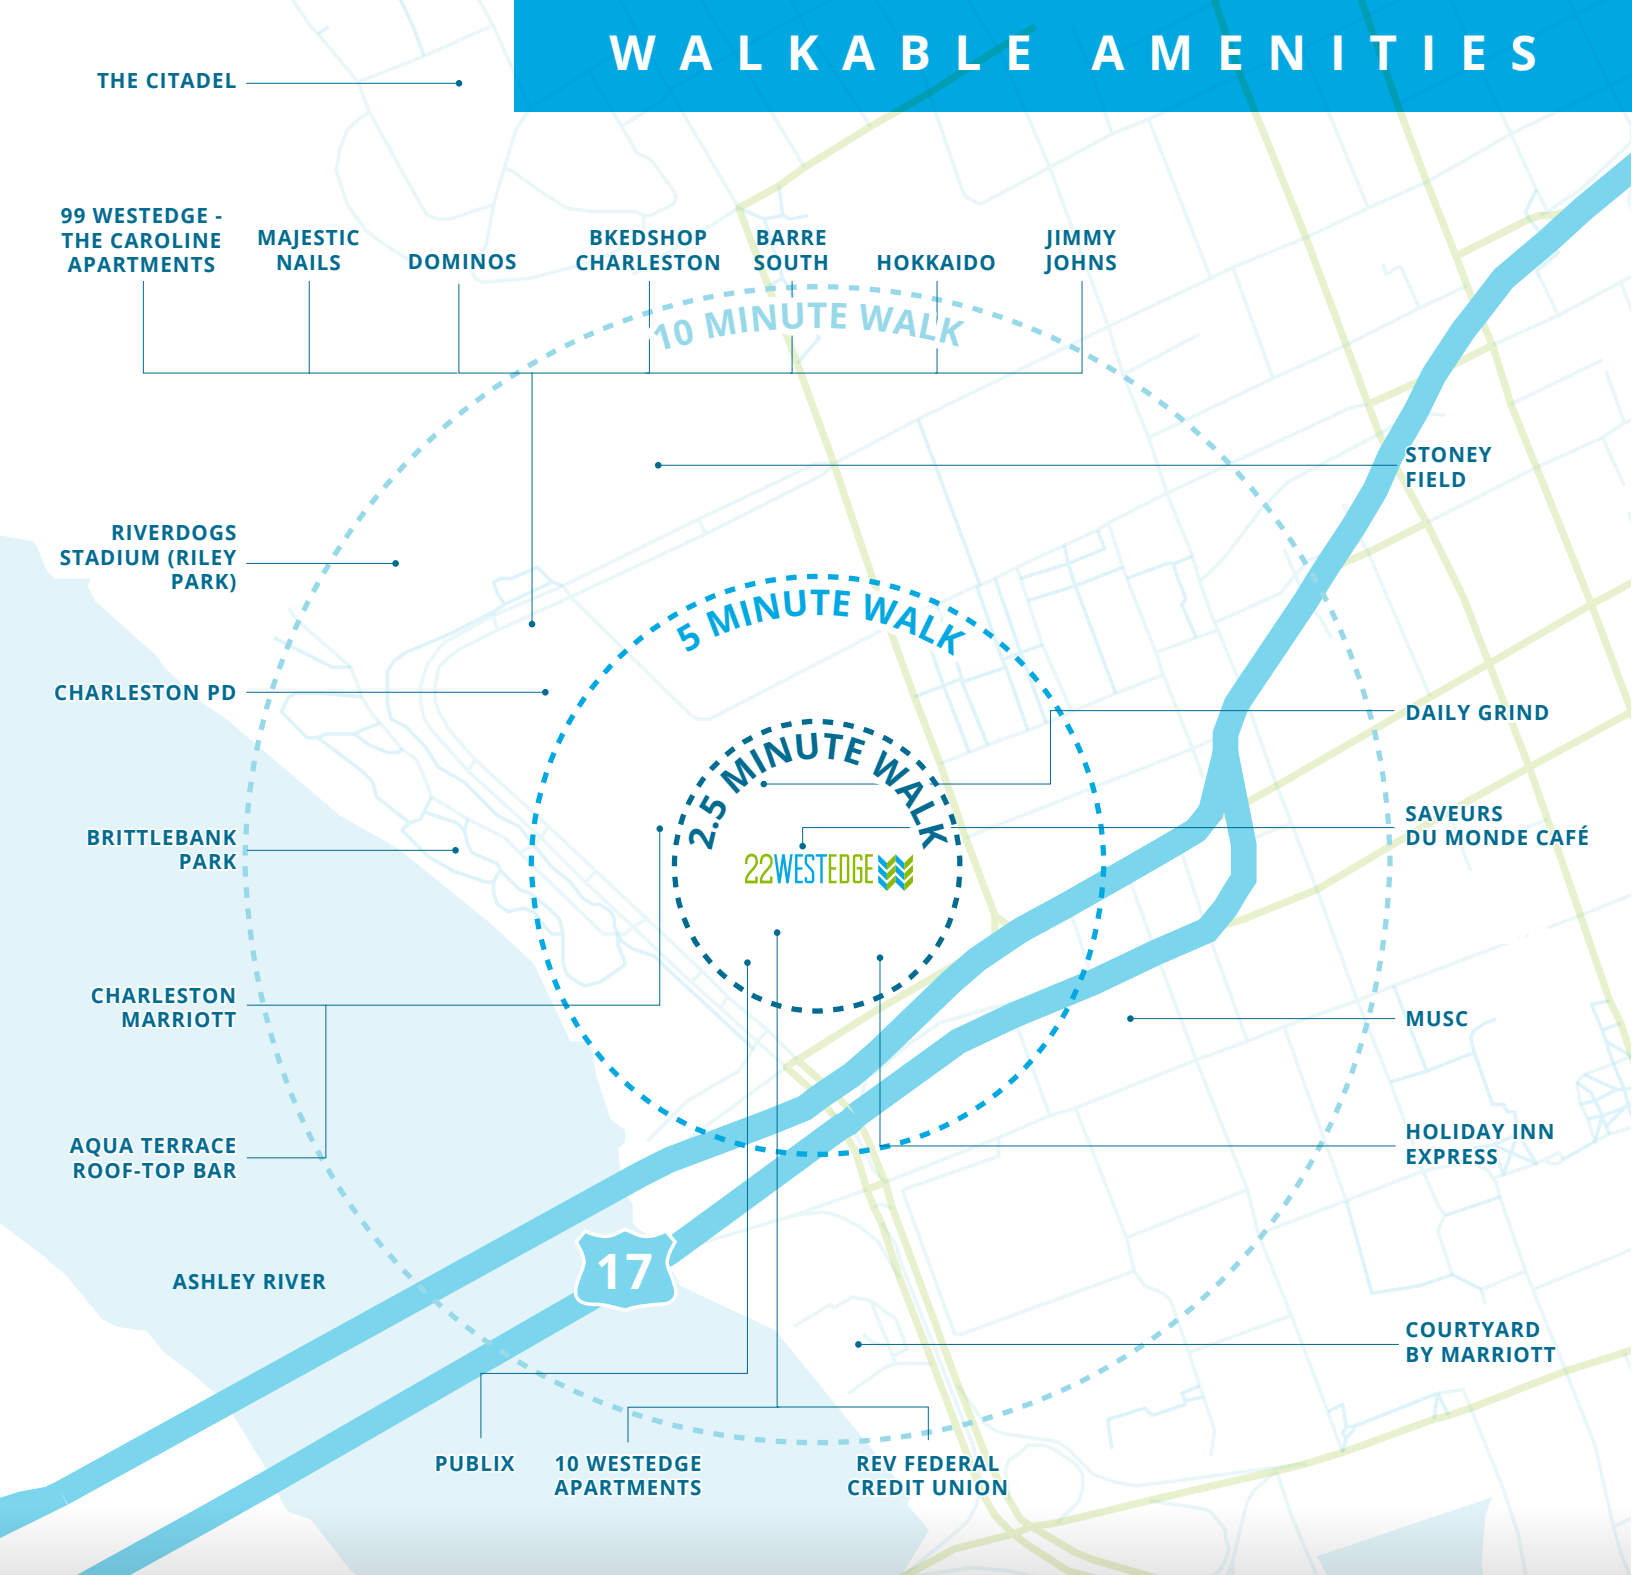 WALKABLE AMENITIES
THE CITADEL
99 WESTEDGE -
THE CAROLINE
APARTMENTS
MAJESTIC
NAILS
DOMINOS
BKEDSHOP
CHARLESTON
BARRE
SOUTH
HOKKAIDO
JIMMY
JOHNS
10 MINUTE WALK
STONEY
FIELD
RIVERDOGS
STADIUM (RILEY
PARK)
5 MINUTE WALK
CHARLESTON PD
DAILY GRIND
2.5 MINUTE WALK
SAVEURS
DU MONDE CAFÉ
BRITTLEBANK
PARK
22WESTEDGE
CHARLESTON
MARRIOTT
MUSC
AQUA TERRACE
ROOF-TOP BAR
HOLIDAY INN
EXPRESS
ASHLEY RIVER
17
COURTYARD
BY MARRIOTT
PUBLIX
10 WESTEDGE
APARTMENTS
REV FEDERAL
CREDIT UNION